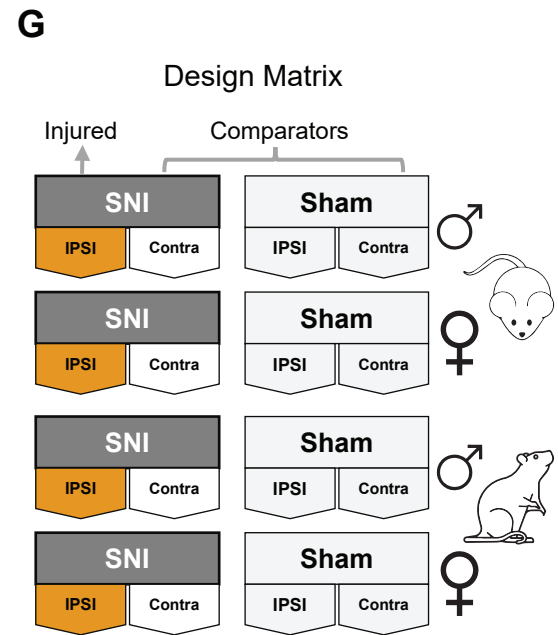 G
Design Matrix
Injured Comparators
SNI Sham
IPSI Contra IPSI Contra
SNI Sham
IPSI Contra IPSI Contra
SNI Sham
IPSI Contra IPSI Contra
SNI Sham
IPSI Contra IPSI Contra